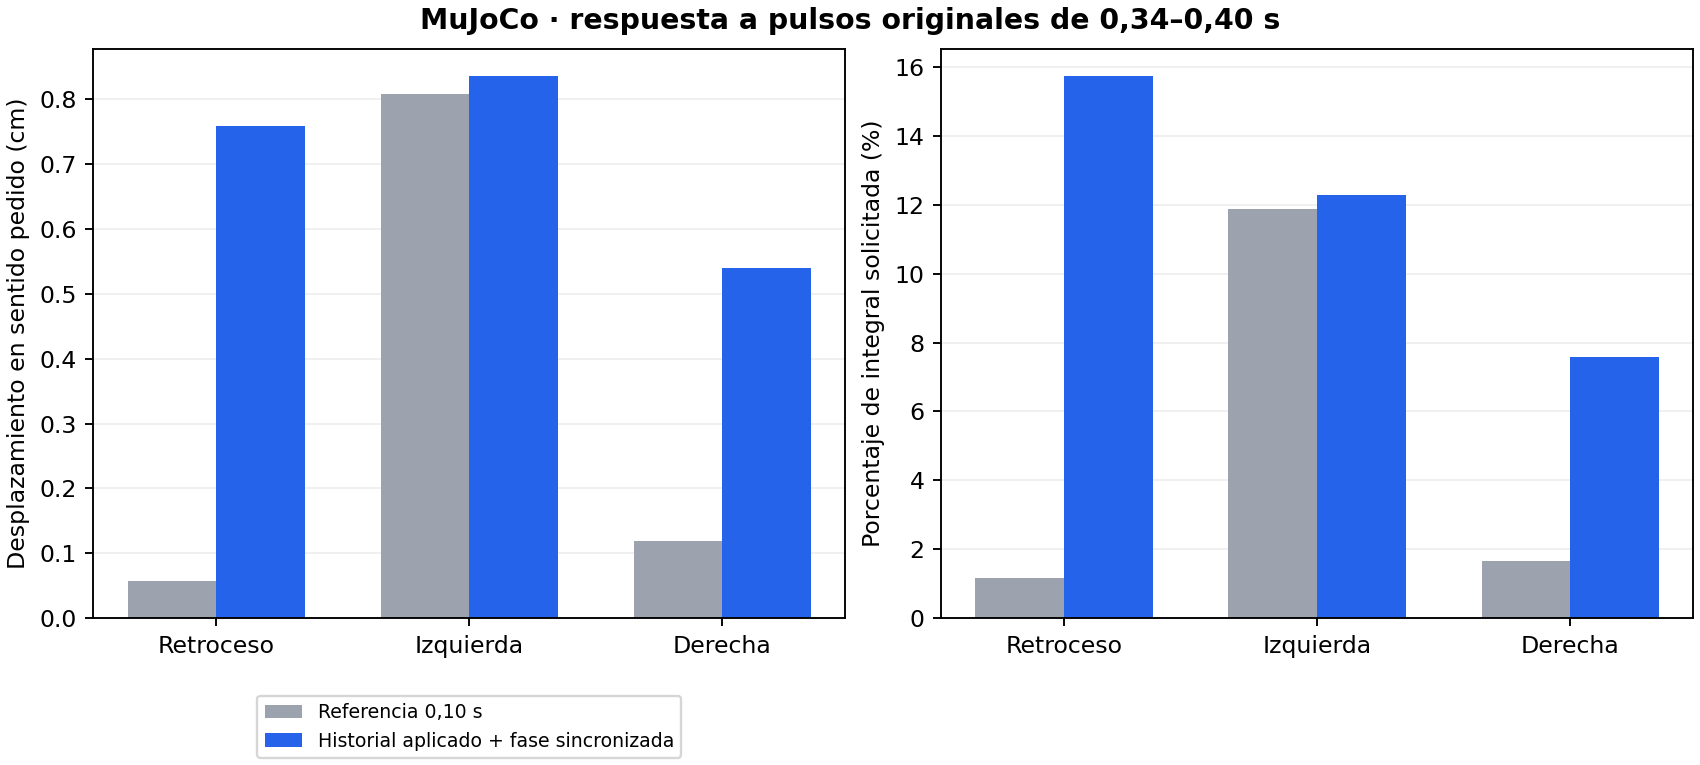 MuJoCo · respuesta a pulsos originales de 0,34–0,40 s
Desplazamiento en sentido pedido (cm)
0.8
0.7
0.6
0.5
0.4
0.3
0.2
0.1
0.0
Retroceso
Izquierda
Derecha
Porcentaje de integral solicitada (%)
16
14
12
10
8
6
4
2
0
Retroceso
Izquierda
Derecha
Referencia 0,10 s
Historial aplicado + fase sincronizada